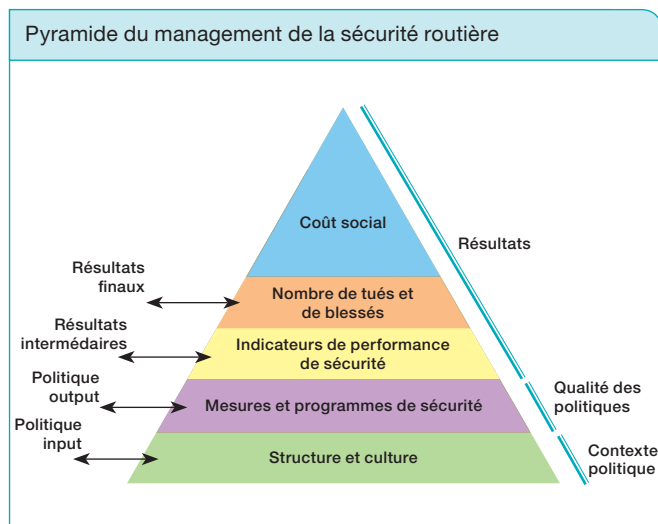 Pyramide du management de la sécurité routière
Coût social
Résultats
Résultats
finaux
Nombre de tués et
de blessés
Résultats
intermédaires
Indicateurs de performance
de sécurité
Politique
output
Mesures et programmes de sécurité
Qualité des
politiques
Politique
input
Structure et culture
Contexte
politique